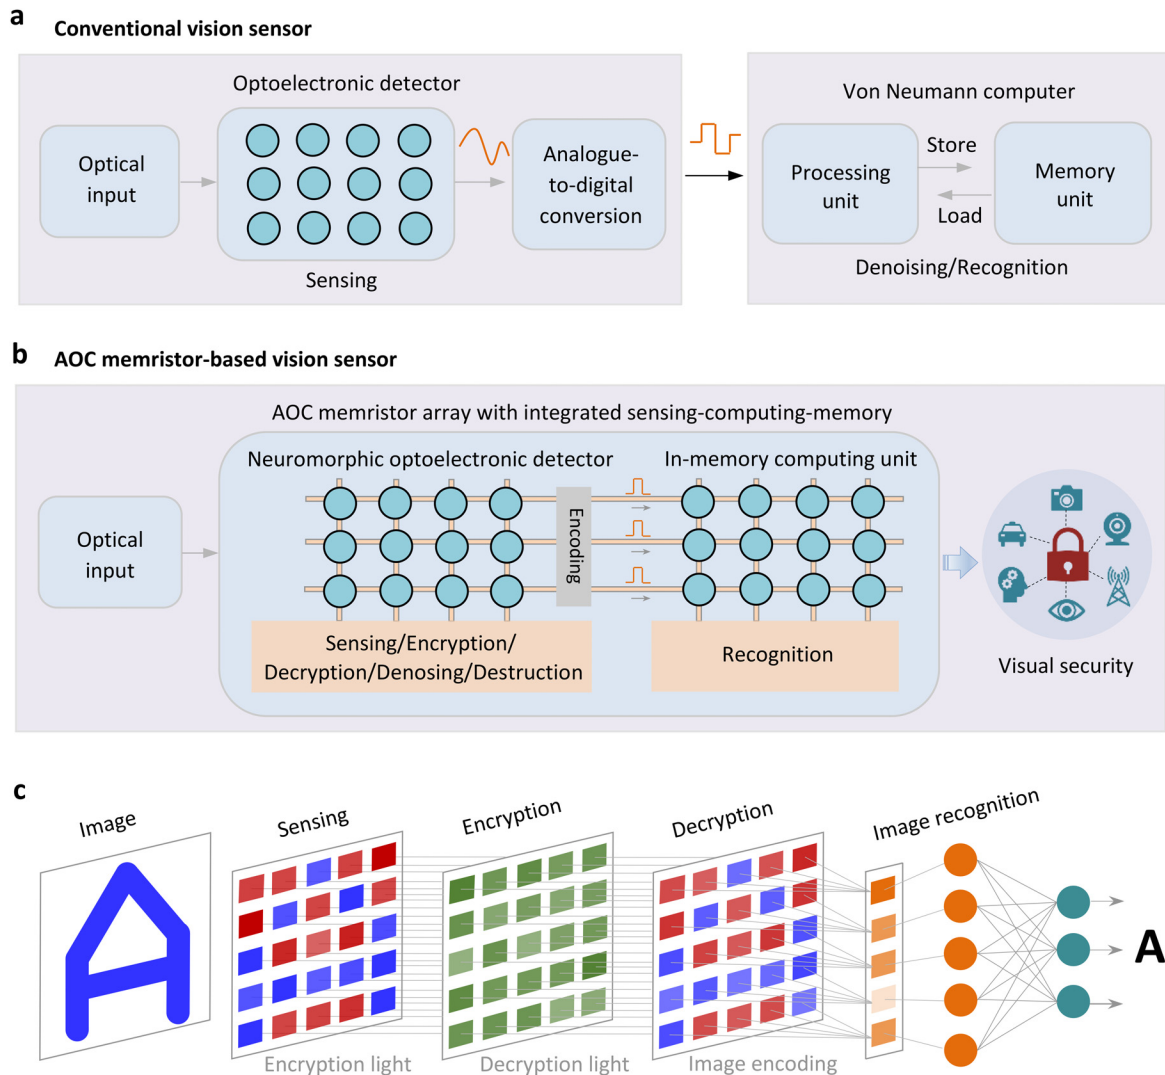 a
Conventional vision sensor
Optoelectronic detector
Von Neumann computer
Optical
input
Analogue-
to-digital
conversion
Processing
unit
Store
Load
Memory
unit
Sensing
Denoising/Recognition
b
AOC memristor-based vision sensor
AOC memristor array with integrated sensing-computing-memory
Neuromorphic optoelectronic detector
In-memory computing unit
Optical
input
Encoding
Sensing/Encryption/
Decryption/Denosing/Destruction
Recognition
Visual security
c
Image
Sensing
Encryption
Decryption
Image recognition
A
Encryption light
Decryption light
Image encoding